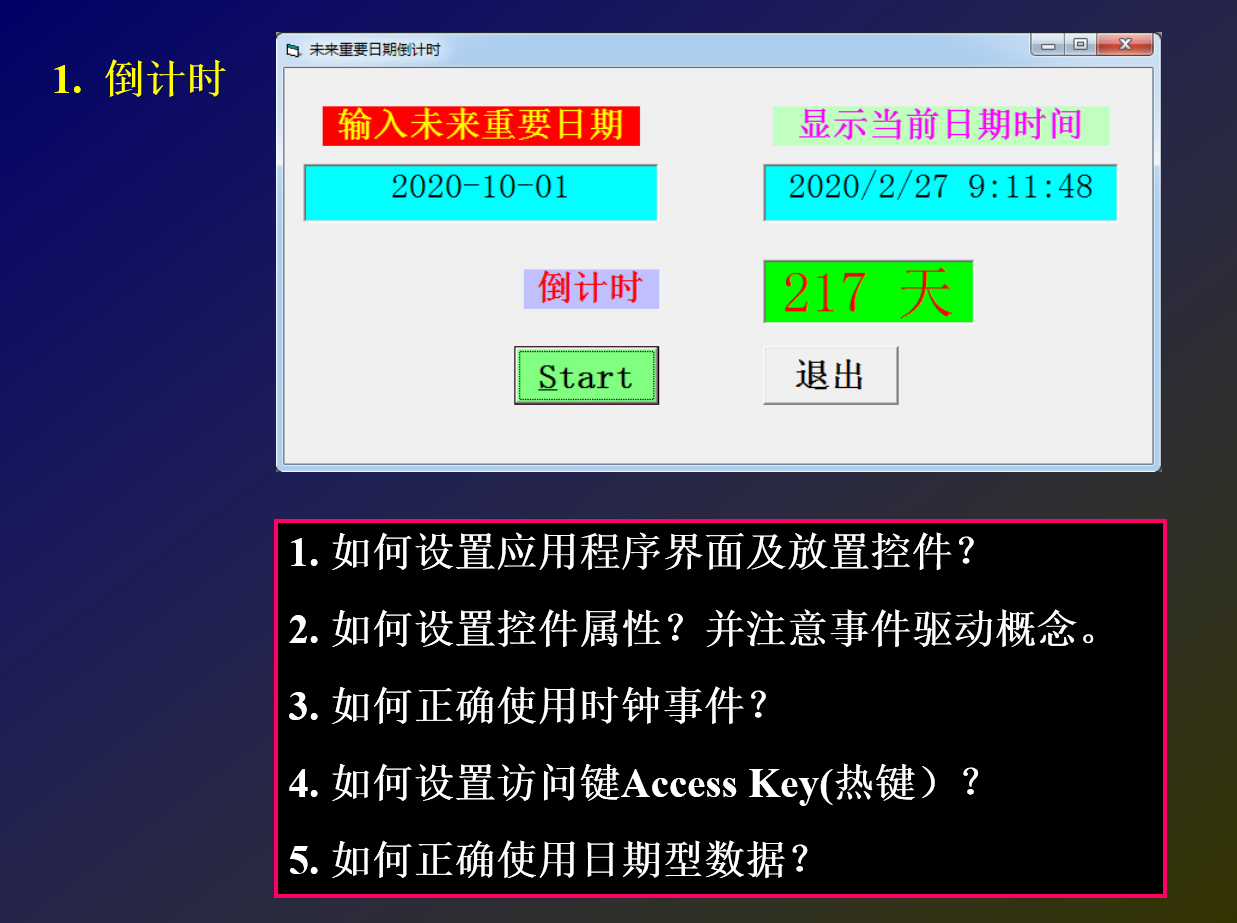 1. 倒计时
未来重要日期倒计时
输入未来重要日期
显示当前日期时间
2020-10-01
2020/2/27 9:11:48
倒计时
217 天
Start
退出
1. 如何设置应用程序界面及放置控件？
2. 如何设置控件属性？并注意事件驱动概念。
3. 如何正确使用时钟事件？
4. 如何设置访问键Access Key(热键）？
5. 如何正确使用日期型数据？